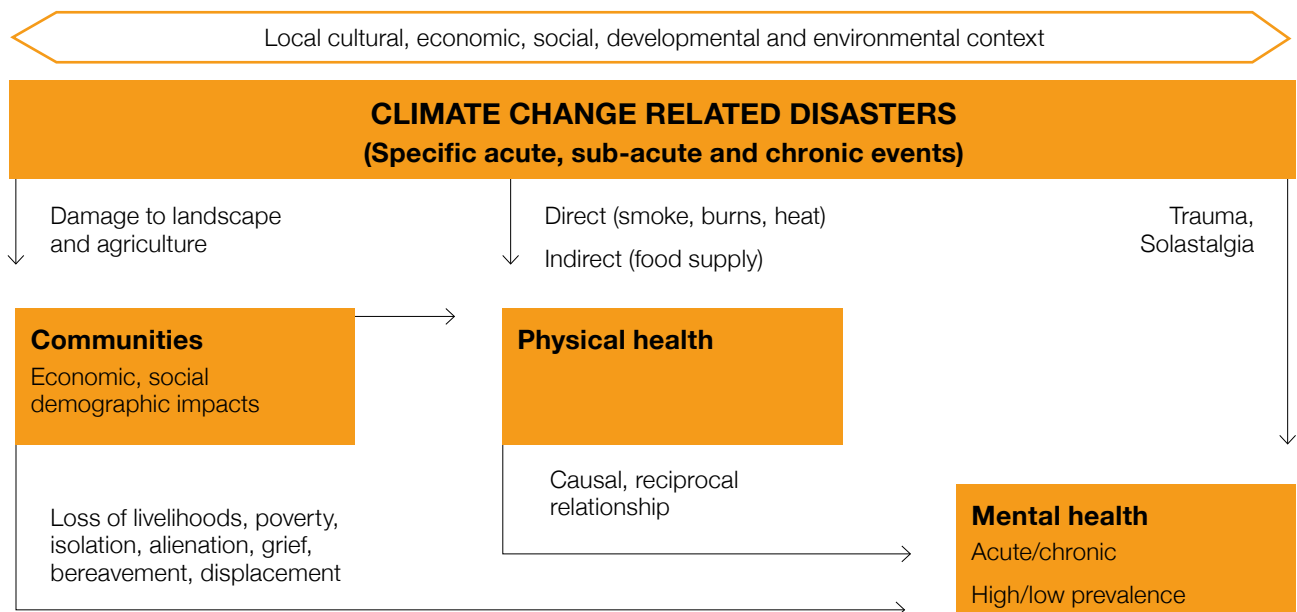 Local cultural, economic, social, developmental and environmental context
CLIMATE CHANGE RELATED DISASTERS
(Specific acute, sub-acute and chronic events)
Damage to landscape
and agriculture
Direct (smoke, burns, heat)
Indirect (food supply)
Trauma,
Solastalgia
Communities
Economic, social
demographic impacts
Physical health
Causal, reciprocal
relationship
Loss of livelihoods, poverty,
isolation, alienation, grief,
bereavement, displacement
Mental health
Acute/chronic
High/low prevalence